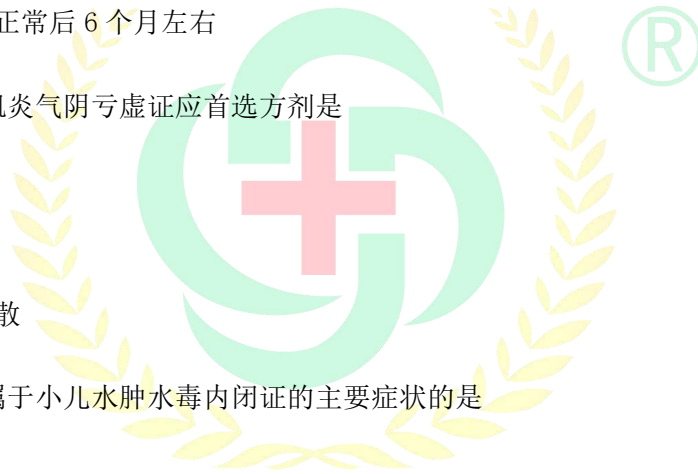 正常后 6 个月左右
®
炎气阴亏虚证应首选方剂是
散
属于小儿水肿水毒内闭证的主要症状的是